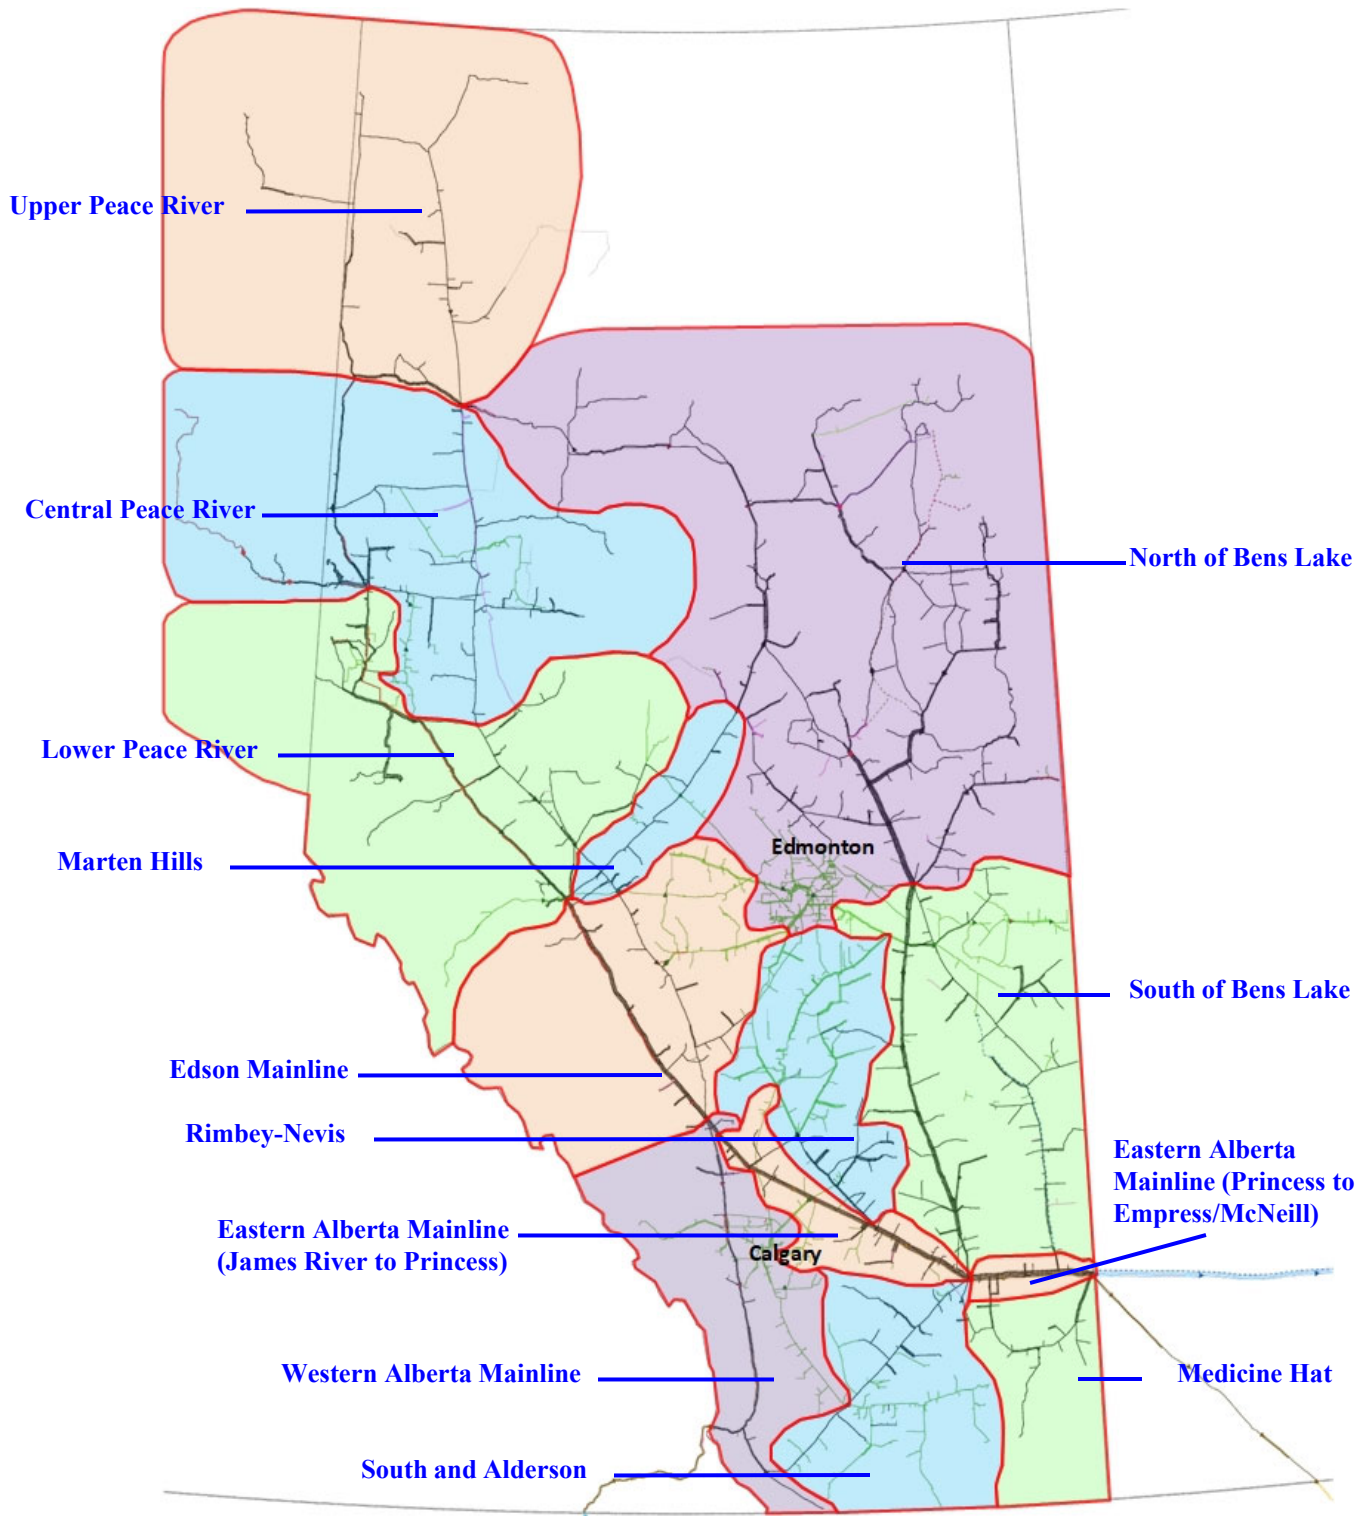 Upper Peace River
Central Peace River
North of Bens Lake
Lower Peace River
Edmonton
Marten Hills
South of Bens Lake
Edson Mainline
Rimbey-Nevis
Eastern Alberta
Mainline (Princess to
Empress/McNeill)
Eastern Alberta Mainline
(James River to Princess)
Calgary
Western Alberta Mainline
Medicine Hat
South and Alderson